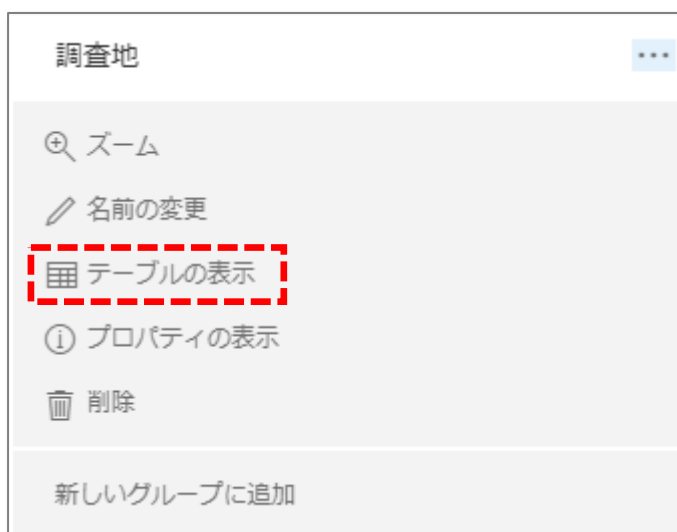 調査地
ズーム
名前の変更
テーブルの表示
プロパティの表示
削除
新しいグループに追加